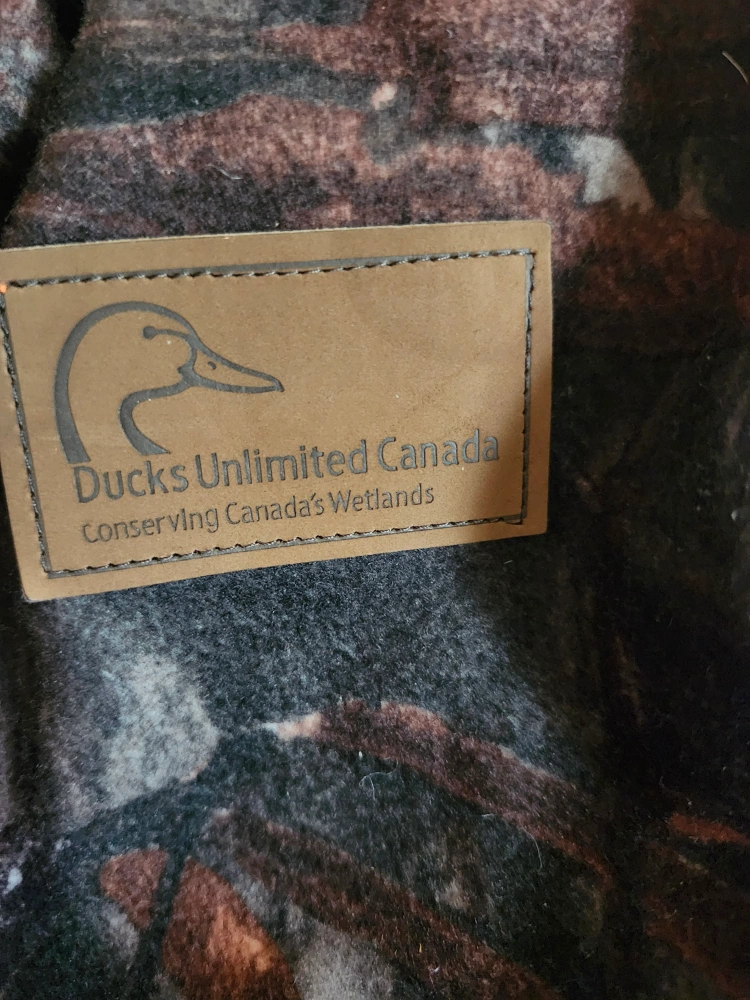 Ducks Unlimited Canada
Conserving Canada's Wetlands